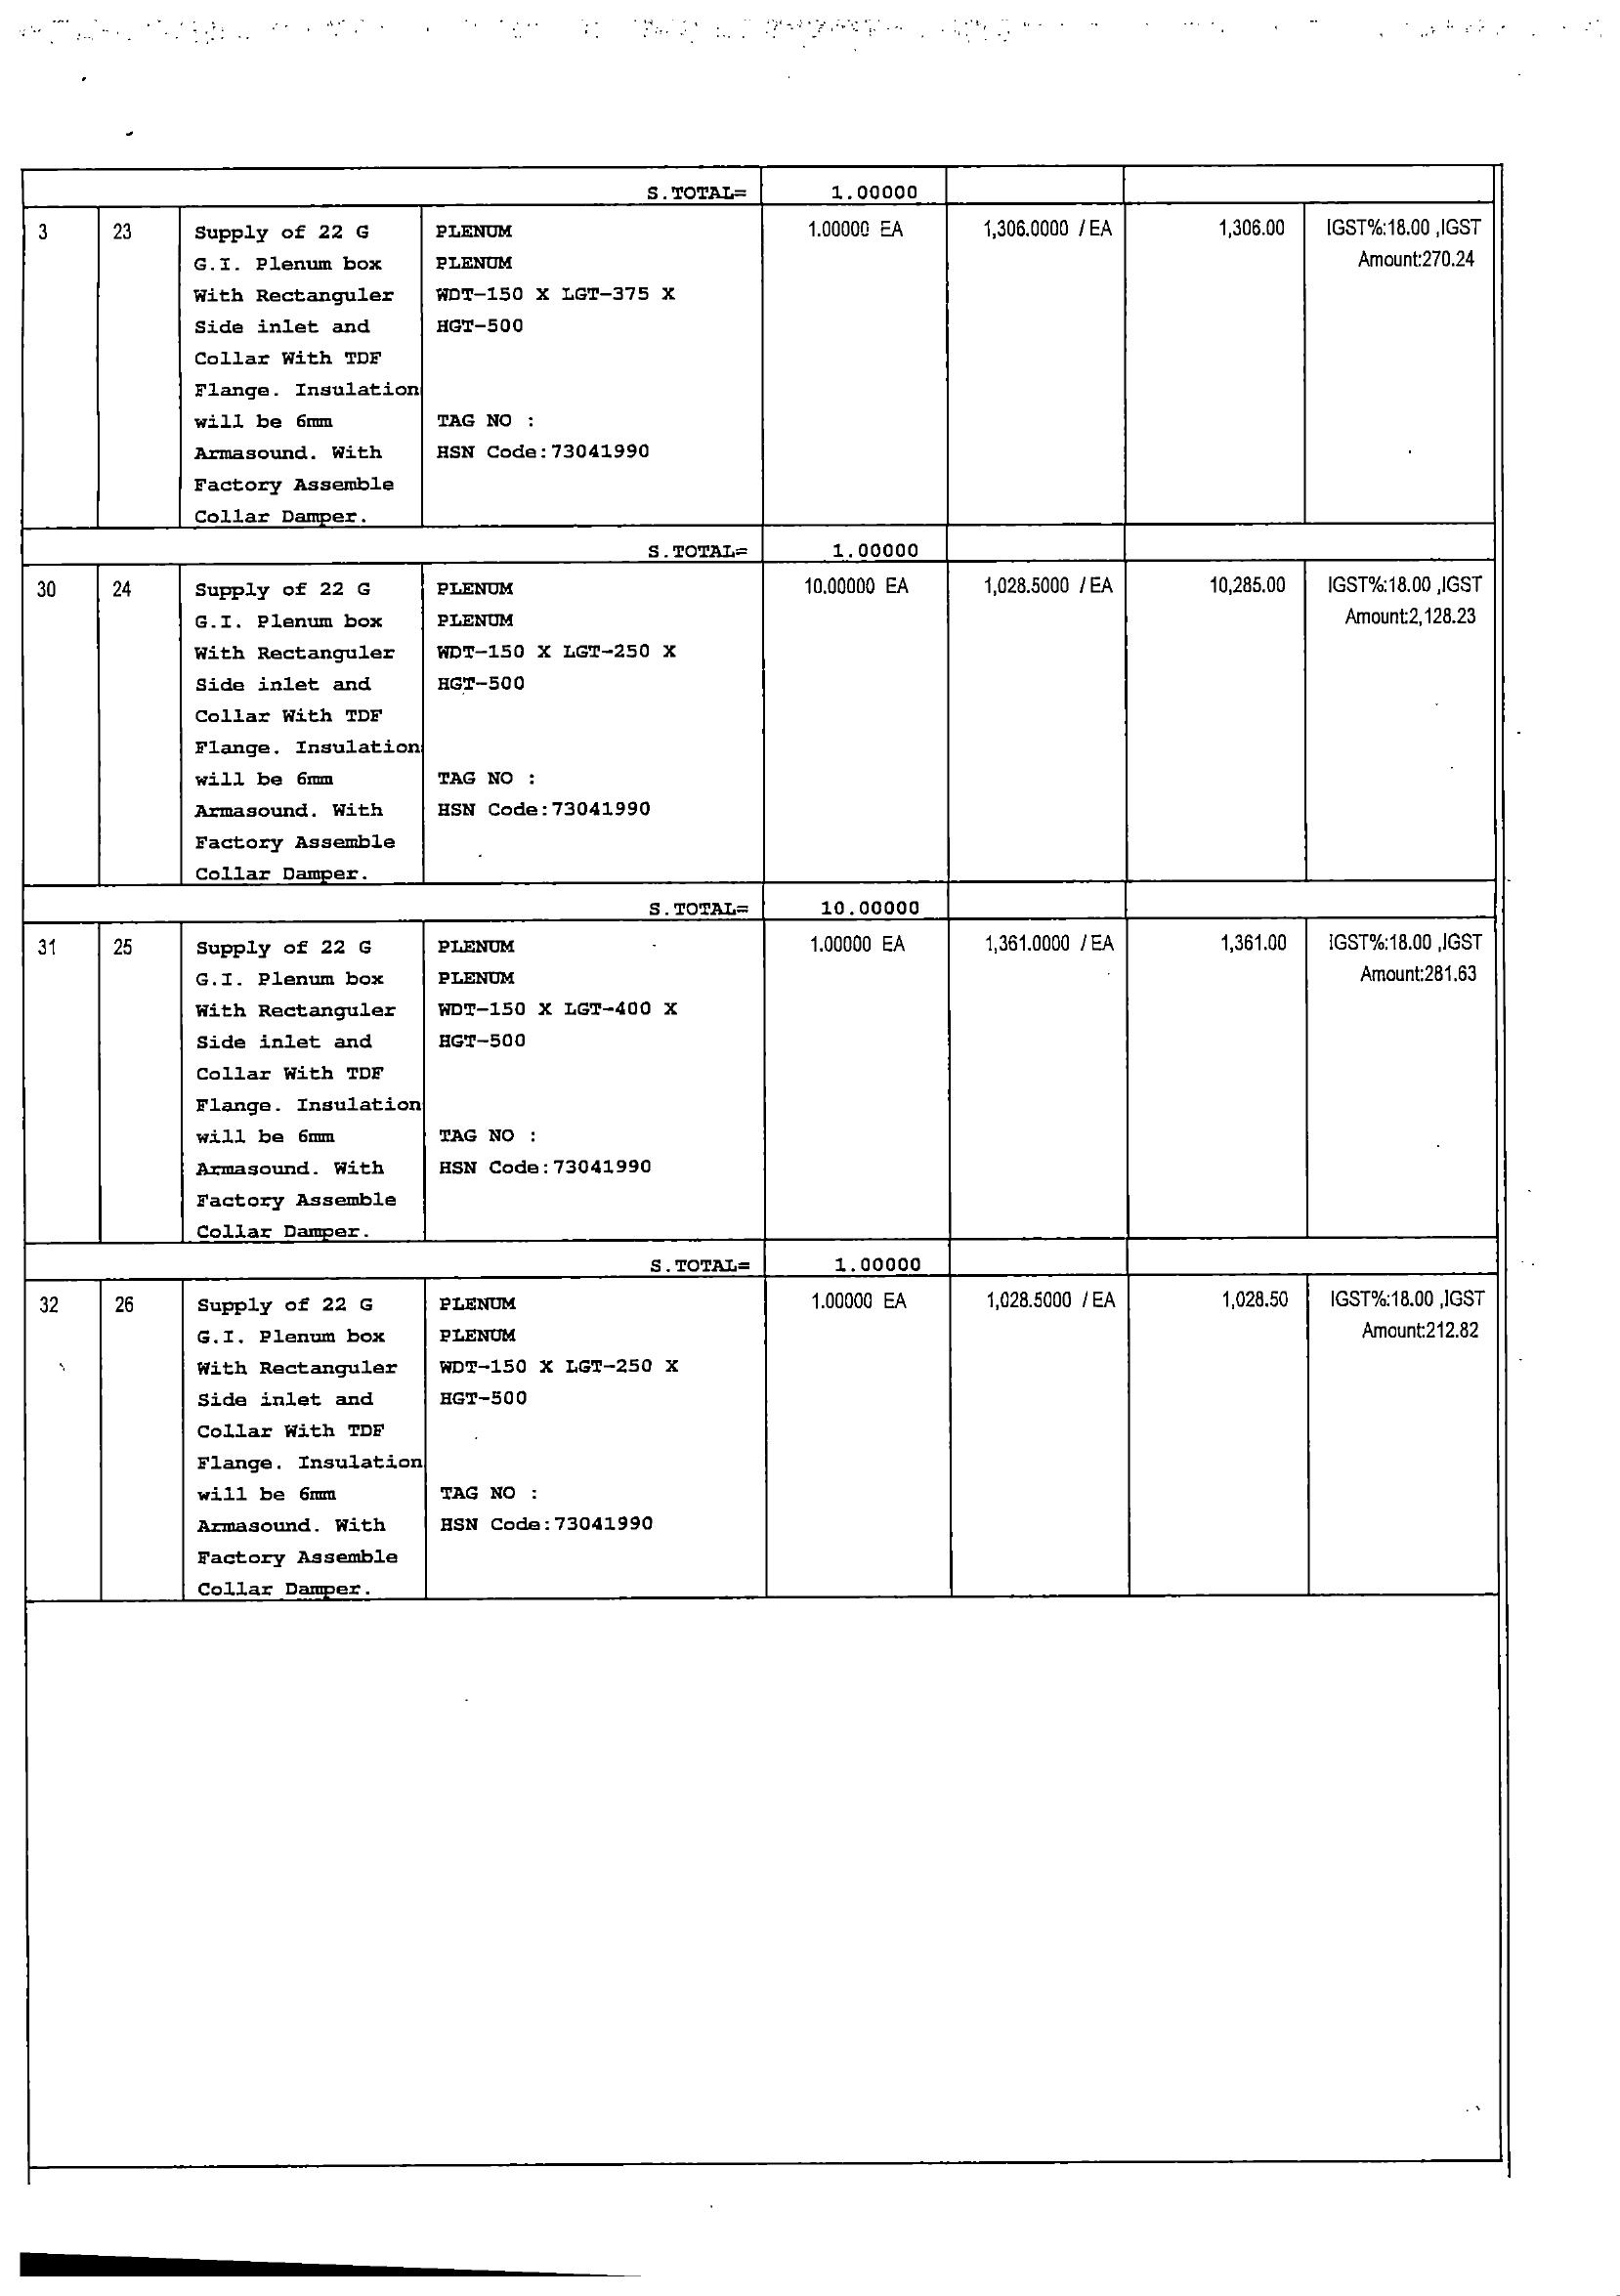 S.TOTAL= 1.00000
3 23 Supply of 22 G PLENUM 1.00000 EA 1,306.0000 / EA 1,306.00 IGST%:18.00 ,IGST
G.I. Plenum box PLENUM Amount:270.24
With Rectanguler WDT-150 X LGT-375 X
Side inlet and HGT-500
Collar With TDF
Flange. Insulation
will be 6mm TAG NO :
Armasound. With HSN Code:73041990
Factory Assemble
Collar Damper.
S.TOTAL= 1.00000
30 24 Supply of 22 G PLENUM 10.00000 EA 1,028.5000 / EA 10,285.00 IGST%:18.00 ,IGST
G.I. Plenum box PLENUM Amount:2,128.23
With Rectanguler WDT-150 X LGT-250 X
Side inlet and HGT-500
Collar With TDF
Flange. Insulation
will be 6mm TAG NO :
Armasound. With HSN Code:73041990
Factory Assemble
Collar Damper.
S.TOTAL= 10.00000
31 25 Supply of 22 G PLENUM 1.00000 EA 1,361.0000 / EA 1,361.00 IGST%:18.00 ,IGST
G.I. Plenum box PLENUM Amount:281.63
With Rectanguler WDT-150 X LGT-400 X
Side inlet and HGT-500
Collar With TDF
Flange. Insulation
will be 6mm TAG NO :
Armasound. With HSN Code:73041990
Factory Assemble
Collar Damper.
S.TOTAL= 1.00000
32 26 Supply of 22 G PLENUM 1.00000 EA 1,028.5000 / EA 1,028.50 IGST%:18.00 ,IGST
G.I. Plenum box PLENUM Amount:212.82
With Rectanguler WDT-150 X LGT-250 X
Side inlet and HGT-500
Collar With TDF
Flange. Insulation
will be 6mm TAG NO :
Armasound. With HSN Code:73041990
Factory Assemble
Collar Damper.